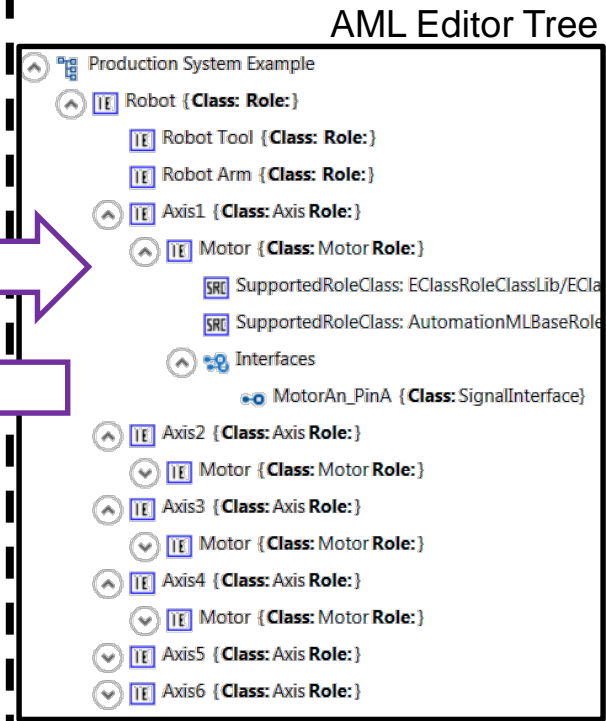 AML Editor Tree
Production System Example
IE Robot {Class: Role:}
IE Robot Tool {Class: Role:}
IE Robot Arm {Class: Role:}
IE Axis1 {Class: Axis Role:}
IE Motor {Class: Motor Role:}
SRC SupportedRoleClass: EClassRoleClassLib/ECla
SRC SupportedRoleClass: AutomationMLBaseRole
Interfaces
MotorAn_PinA {Class: SignalInterface}
IE Axis2 {Class: Axis Role:}
IE Motor {Class: Motor Role:}
IE Axis3 {Class: Axis Role:}
IE Motor {Class: Motor Role:}
IE Axis4 {Class: Axis Role:}
IE Motor {Class: Motor Role:}
IE Axis5 {Class: Axis Role:}
IE Axis6 {Class: Axis Role:}